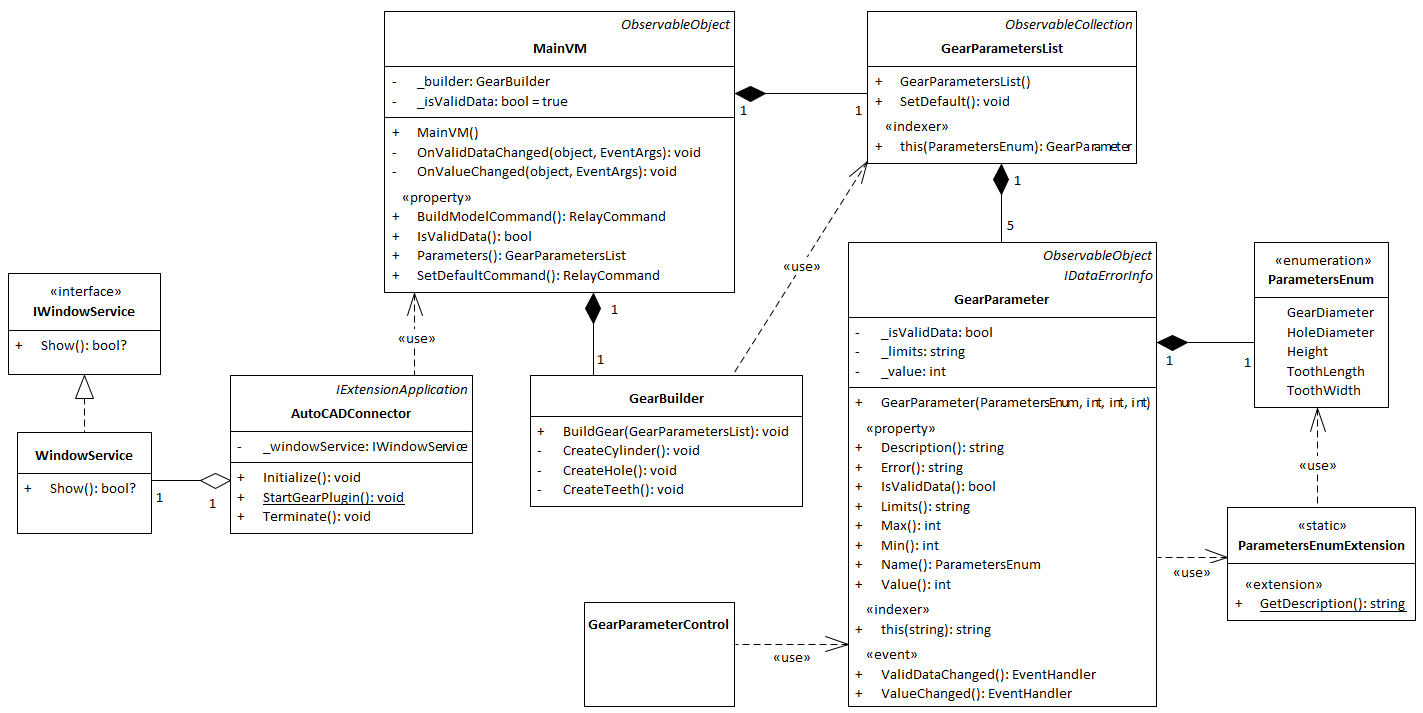 ObservableObject
MainVM
- _builder: GearBuilder
- _isValidData: bool = true
+ MainVM()
- OnValidDataChanged(object, EventArgs): void
- OnValueChanged(object, EventArgs): void
«property»
+ BuildModelCommand(): RelayCommand
+ IsValidData(): bool
+ Parameters(): GearParametersList
+ SetDefaultCommand(): RelayCommand
1
1
ObservableCollection
GearParametersList
+ GearParametersList()
+ SetDefault(): void
«indexer»
+ this(ParametersEnum): GearParameter
1
5
«use»
«interface»
IWindowService
+ Show(): bool?
WindowService
+ Show(): bool?
1
1
«use»
IExtensionApplication
AutoCADConnector
- _windowService: IWindowService
+ Initialize(): void
+ StartGearPlugin(): void
+ Terminate(): void
1
1
GearBuilder
+ BuildGear(GearParametersList): void
- CreateCylinder(): void
- CreateHole(): void
- CreateTeeth(): void
ObservableObject
IDataErrorInfo
GearParameter
- _isValidData: bool
- _limits: string
- _value: int
+ GearParameter(ParametersEnum, int, int, int)
«property»
+ Description(): string
+ Error(): string
+ IsValidData(): bool
+ Limits(): string
+ Max(): int
+ Min(): int
+ Name(): ParametersEnum
+ Value(): int
«indexer»
+ this(string): string
«event»
+ ValidDataChanged(): EventHandler
+ ValueChanged(): EventHandler
1
1
«enumeration»
ParametersEnum
GearDiameter
HoleDiameter
Height
ToothLength
ToothWidth
«use»
«static»
ParametersEnumExtension
«extension»
+ GetDescription(): string
«use»
GearParameterControl
«use»